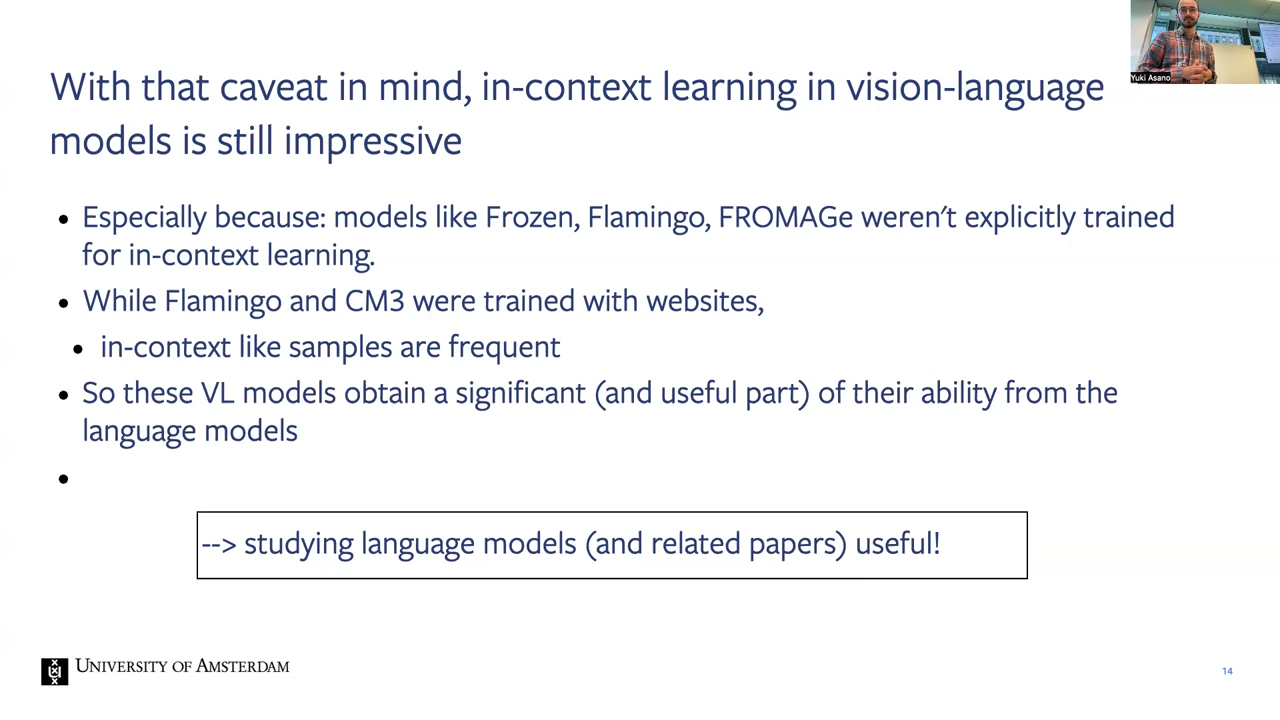 With that caveat in mind, in-context learning in vision-language
models is still impressive
Yuki Asano
• Especially because: models like Frozen, Flamingo, FROMAGe weren't explicitly trained
for in-context learning.
• While Flamingo and CM3 were trained with websites,
• in-context like samples are frequent
• So these VL models obtain a significant (and useful part) of their ability from the
language models
•
--> studying language models (and related papers) useful!
UNIVERSITY OF AMSTERDAM
14